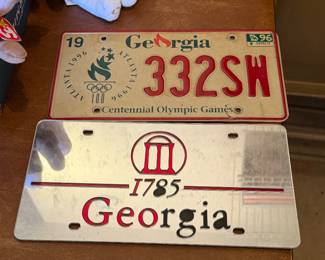 19 Georgia 96
ATLANTA 1996 ATLANTA 1996
332SW
Centennial Olympic Games
1785
Georgia